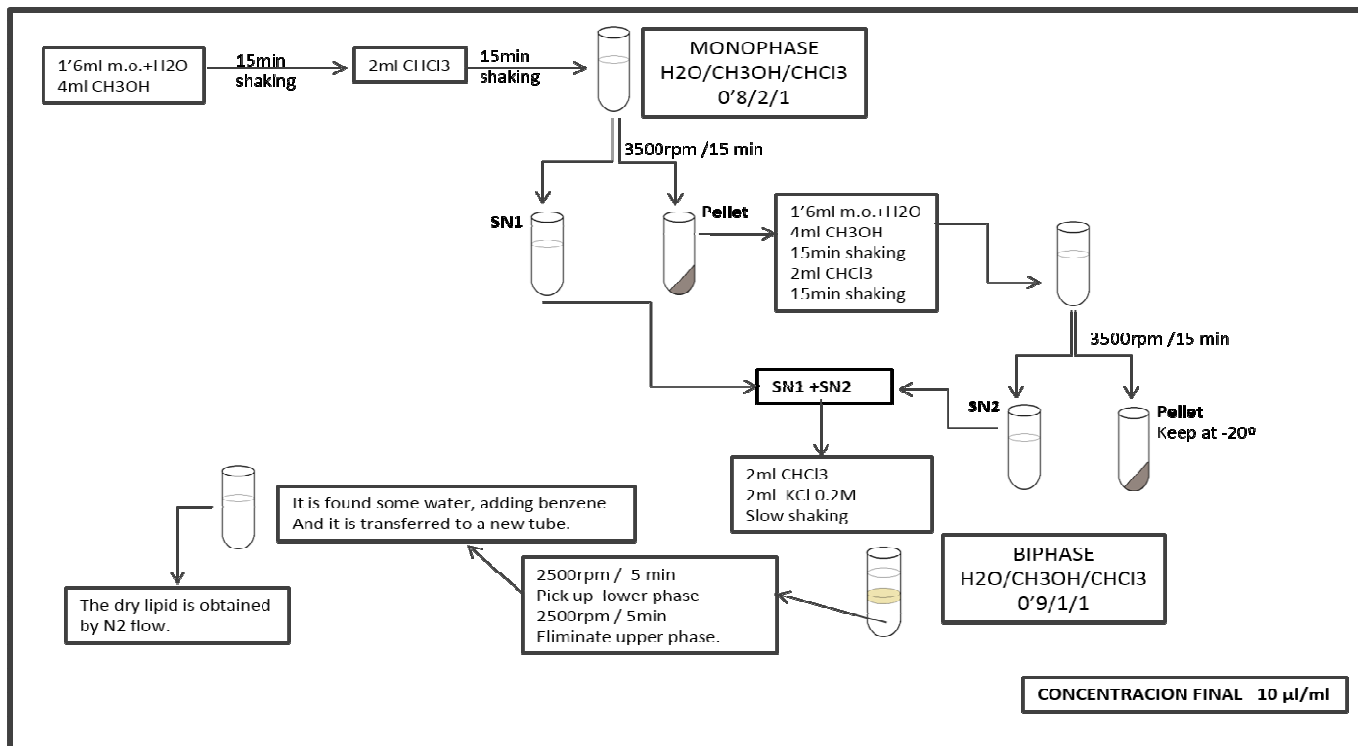 1'6ml m.o.+H2O
4ml CH3OH
15min
shaking
2ml CHCl3
15min
shaking
MONOPHASE
H2O/CH3OH/CHCl3
0'8/2/1
3500rpm /15 min
SN1
Pellet
1'6ml m.o.+H2O
4ml CH3OH
15min shaking
2ml CHCl3
15min shaking
3500rpm /15 min
SN1 +SN2
SN2
Pellet
Keep at -20º
2ml CHCl3
2ml KCl 0.2M
Slow shaking
BIPHASE
H2O/CH3OH/CHCl3
0'9/1/1
2500rpm / 5 min
Pick up lower phase
2500rpm / 5min
Eliminate upper phase.
It is found some water, adding benzene
And it is transferred to a new tube.
The dry lipid is obtained
by N2 flow.
CONCENTRACION FINAL 10 µl/ml